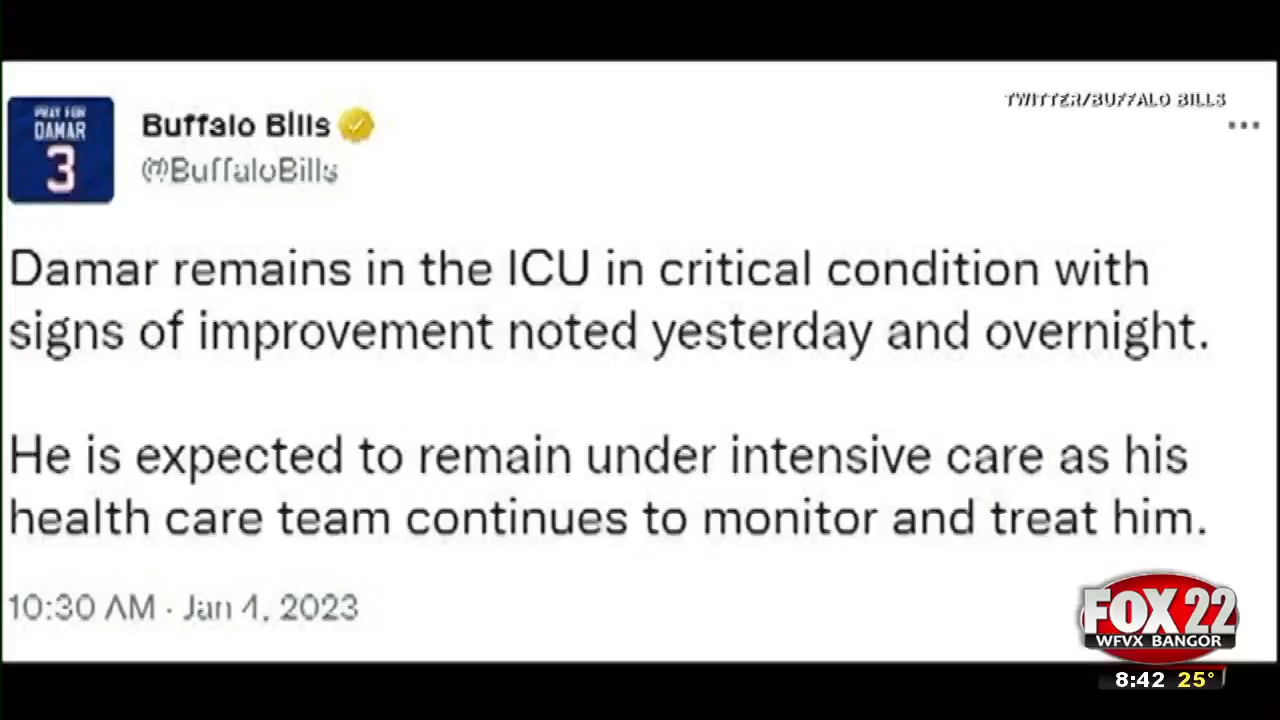 TWITTER/BUFFALO BILLS
PRAY FOR
DAMAR
3
Buffalo Bills
@BuffaloBills
Damar remains in the ICU in critical condition with
signs of improvement noted yesterday and overnight.
He is expected to remain under intensive care as his
health care team continues to monitor and treat him.
10:30 AM · Jan 4, 2023
FOX 22
WFVX BANGOR
8:42 25°